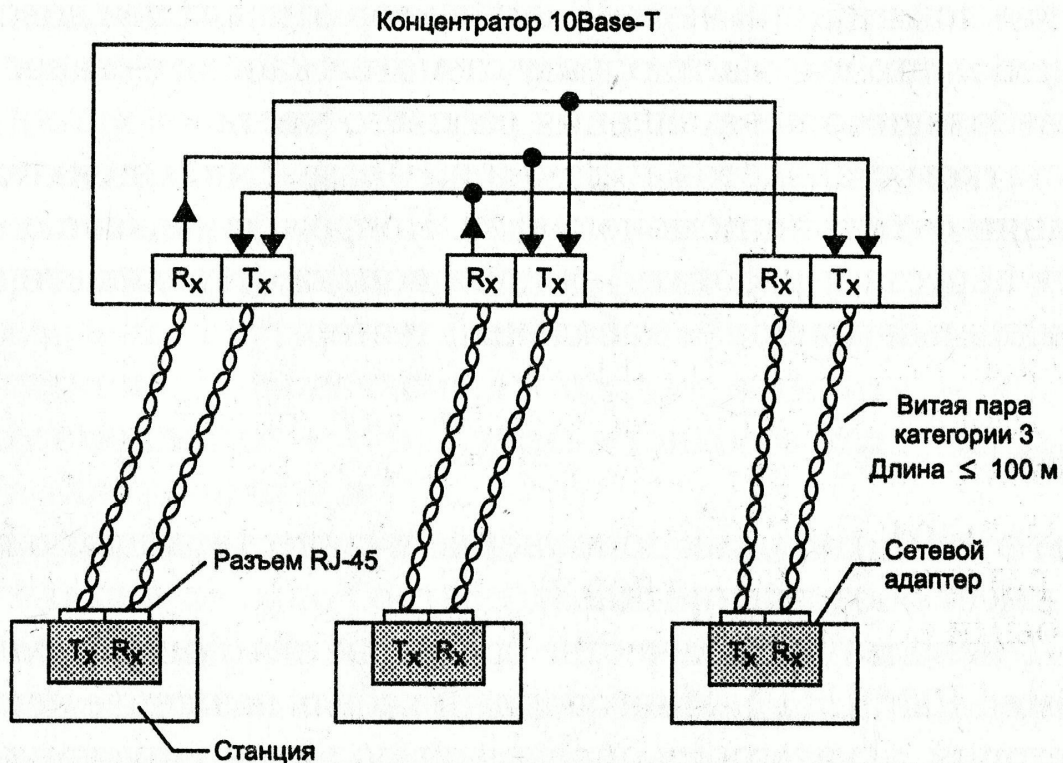 Концентратор 10Base-T
Rx Tx Rx Tx Rx Tx
Витая пара
категории 3
Длина ≤ 100 м
Разъем RJ-45
Сетевой
адаптер
Tx Rx Tx Rx Tx Rx
Станция